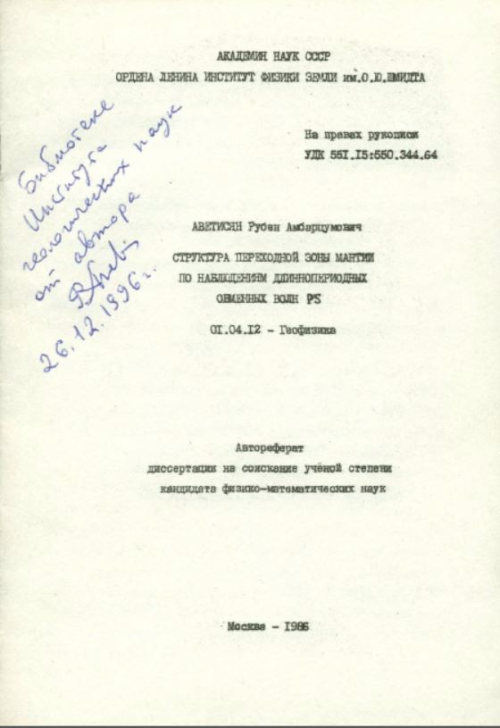 АКАДЕМИЯ НАУК СССР
ОРДЕНА ЛЕНИНА ИНСТИТУТ ФИЗИКИ ЗЕМЛИ им.О.Ю.ШМИДТА
На правах рукописи
УДК 551.15:550.344.64
Библиотеке
Института
геологических наук
от автора
26.12.1996г.
АВЕТИСЯН Рубен Амбарцумович
СТРУКТУРА ПЕРЕХОДНОЙ ЗОНЫ МАНТИИ
ПО НАБЛЮДЕНИЯМ ДЛИННОПЕРИОДНЫХ
ОБМЕННЫХ ВОЛН PS
01.04.12 - Геофизика
Автореферат
диссертации на соискание учёной степени
кандидата физико-математических наук
Москва - 1986